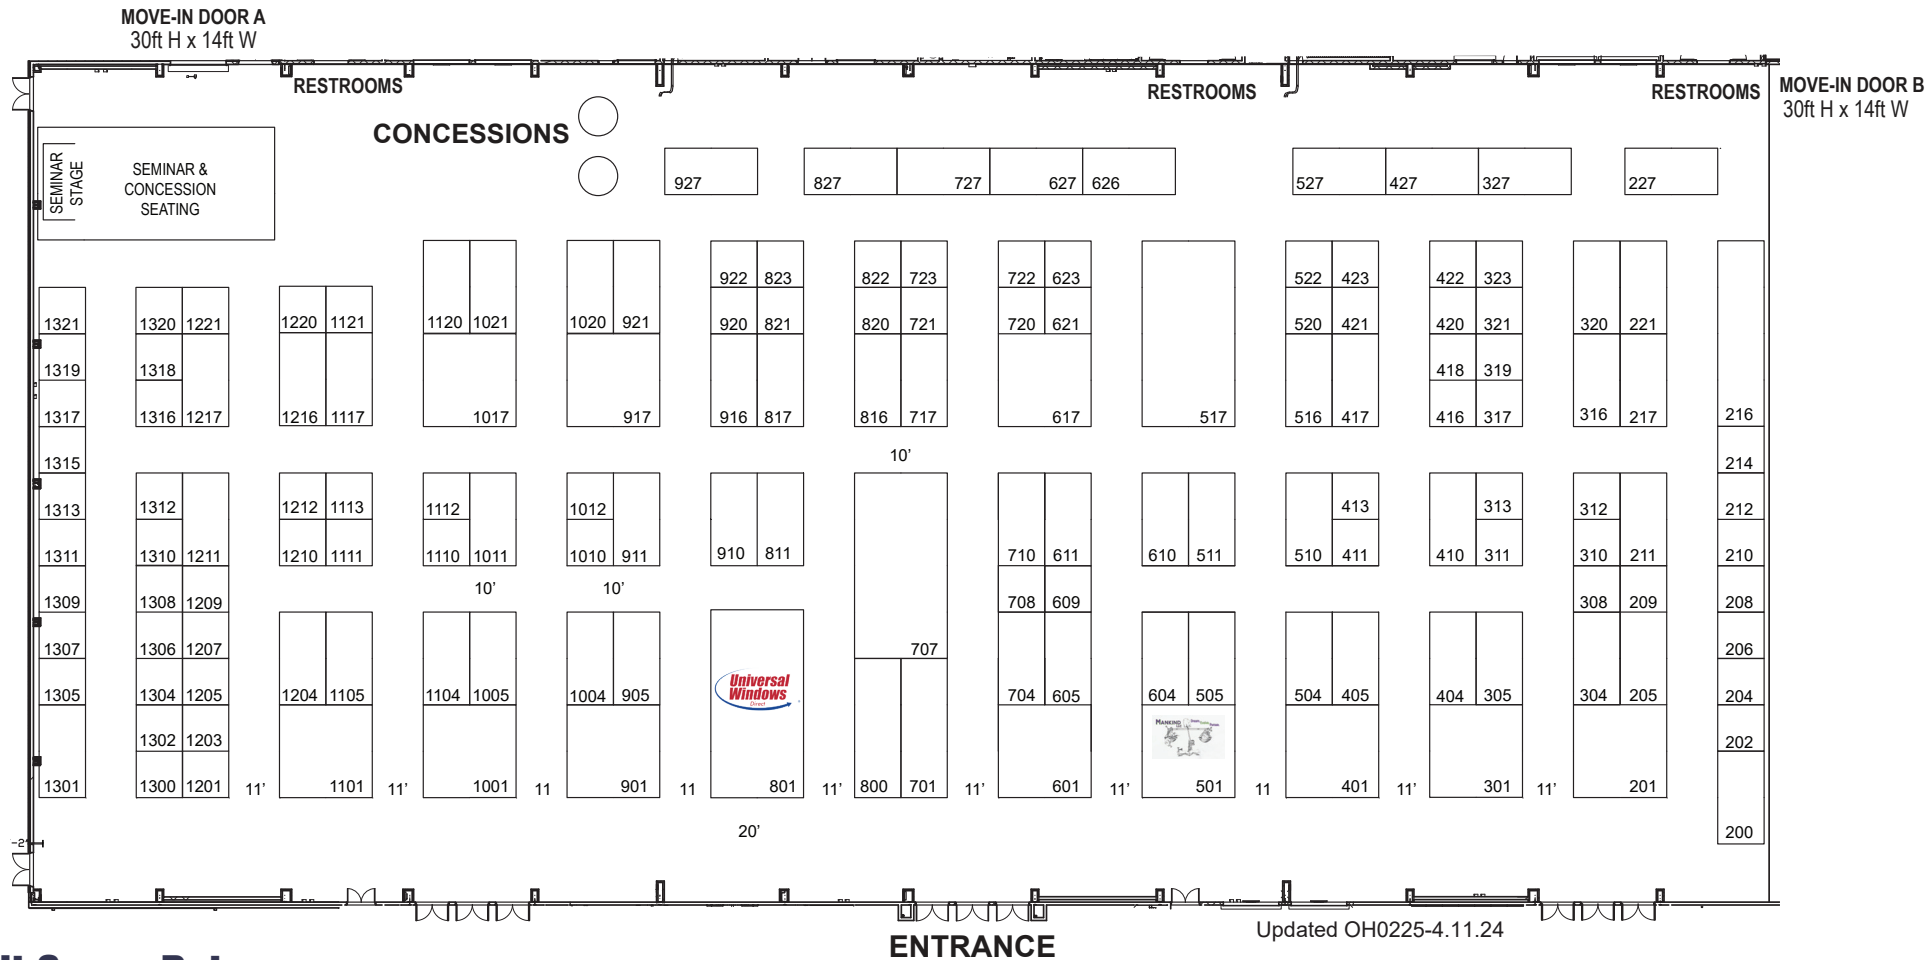 MOVE-IN DOOR A
30ft H x 14ft W
RESTROOMS
RESTROOMS
RESTROOMS
MOVE-IN DOOR B
30ft H x 14ft W
CONCESSIONS
SEMINAR
STAGE
SEMINAR &
CONCESSION
SEATING
927 827 727 627 626 527 427 327 227
922 823 822 723 722 623 522 423 422 323
1321 1320 1221 1220 1121 1120 1021 1020 921 920 821 820 721 720 621 520 421 420 321 320 221
1319 1318 418 319
1317 1316 1217 1216 1117 1017 917 916 817 816 717 617 517 516 417 416 317 316 217 216
1315 10' 214
1313 1312 1212 1113 1112 1012 413 313 312 212
1311 1310 1211 1210 1111 1110 1011 1010 911 910 811 710 611 610 511 510 411 410 311 310 211 210
10' 10'
1309 1308 1209 708 609 308 209 208
1307 1306 1207 707 206
1305 1304 1205 1204 1105 1104 1005 1004 905 704 605 604 505 504 405 404 305 304 205 204
Universal
Windows
Direct
MANKIND
1302 1203 202
1301 1300 1201 11' 1101 11' 1001 11 901 11 801 11' 800 701 11' 601 11' 501 11 401 11' 301 11' 201
20'
200
-2'
ENTRANCE
Updated OH0225-4.11.24